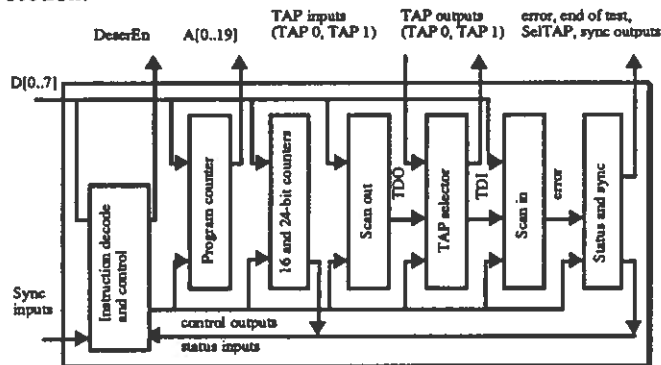 DeserEn
A[0..19]
TAP inputs
(TAP 0, TAP 1)
TAP outputs
(TAP 0, TAP 1)
error, end of test,
SelTAP, sync outputs
D[0..7]
Instruction decode
and control
Program counter
16 and 24-bit counters
Scan out
TDO
TAP selector
TDI
Scan in
error
Status and sync
Sync
inputs
control outputs
status inputs